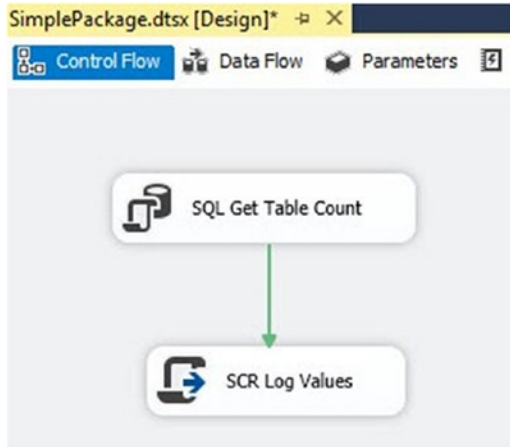 SimplePackage.dtsx [Design]*
Control Flow Data Flow Parameters
SQL Get Table Count
SCR Log Values